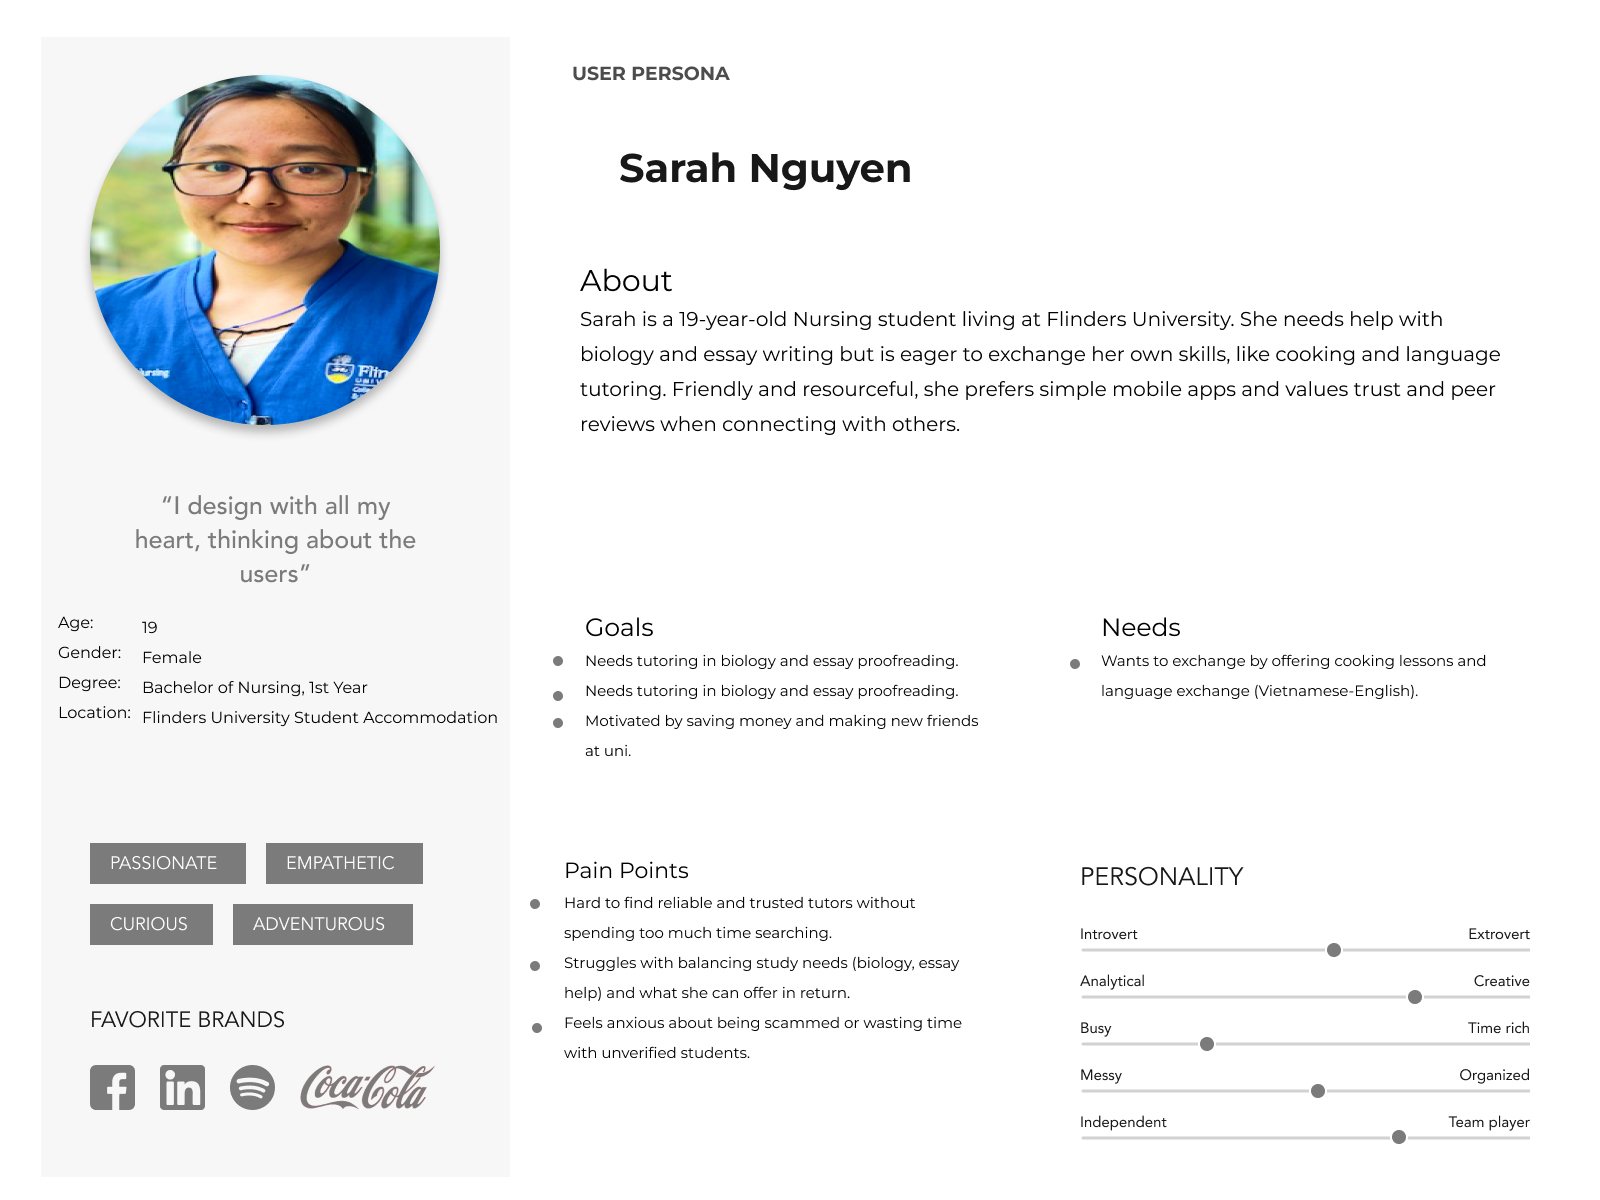 USER PERSONA
Sarah Nguyen
About
Sarah is a 19-year-old Nursing student living at Flinders University. She needs help with
biology and essay writing but is eager to exchange her own skills, like cooking and language
tutoring. Friendly and resourceful, she prefers simple mobile apps and values trust and peer
reviews when connecting with others.
“I design with all my
heart, thinking about the
users”
Age: 19
Gender: Female
Degree: Bachelor of Nursing, 1st Year
Location: Flinders University Student Accommodation
PASSIONATE
EMPATHETIC
CURIOUS
ADVENTUROUS
FAVORITE BRANDS
in
Coca-Cola
Goals
Needs tutoring in biology and essay proofreading.
Needs tutoring in biology and essay proofreading.
Motivated by saving money and making new friends
at uni.
Needs
Wants to exchange by offering cooking lessons and
language exchange (Vietnamese-English).
Pain Points
Hard to find reliable and trusted tutors without
spending too much time searching.
Struggles with balancing study needs (biology, essay
help) and what she can offer in return.
Feels anxious about being scammed or wasting time
with unverified students.
PERSONALITY
Introvert Extrovert
Analytical Creative
Busy Time rich
Messy Organized
Independent Team player